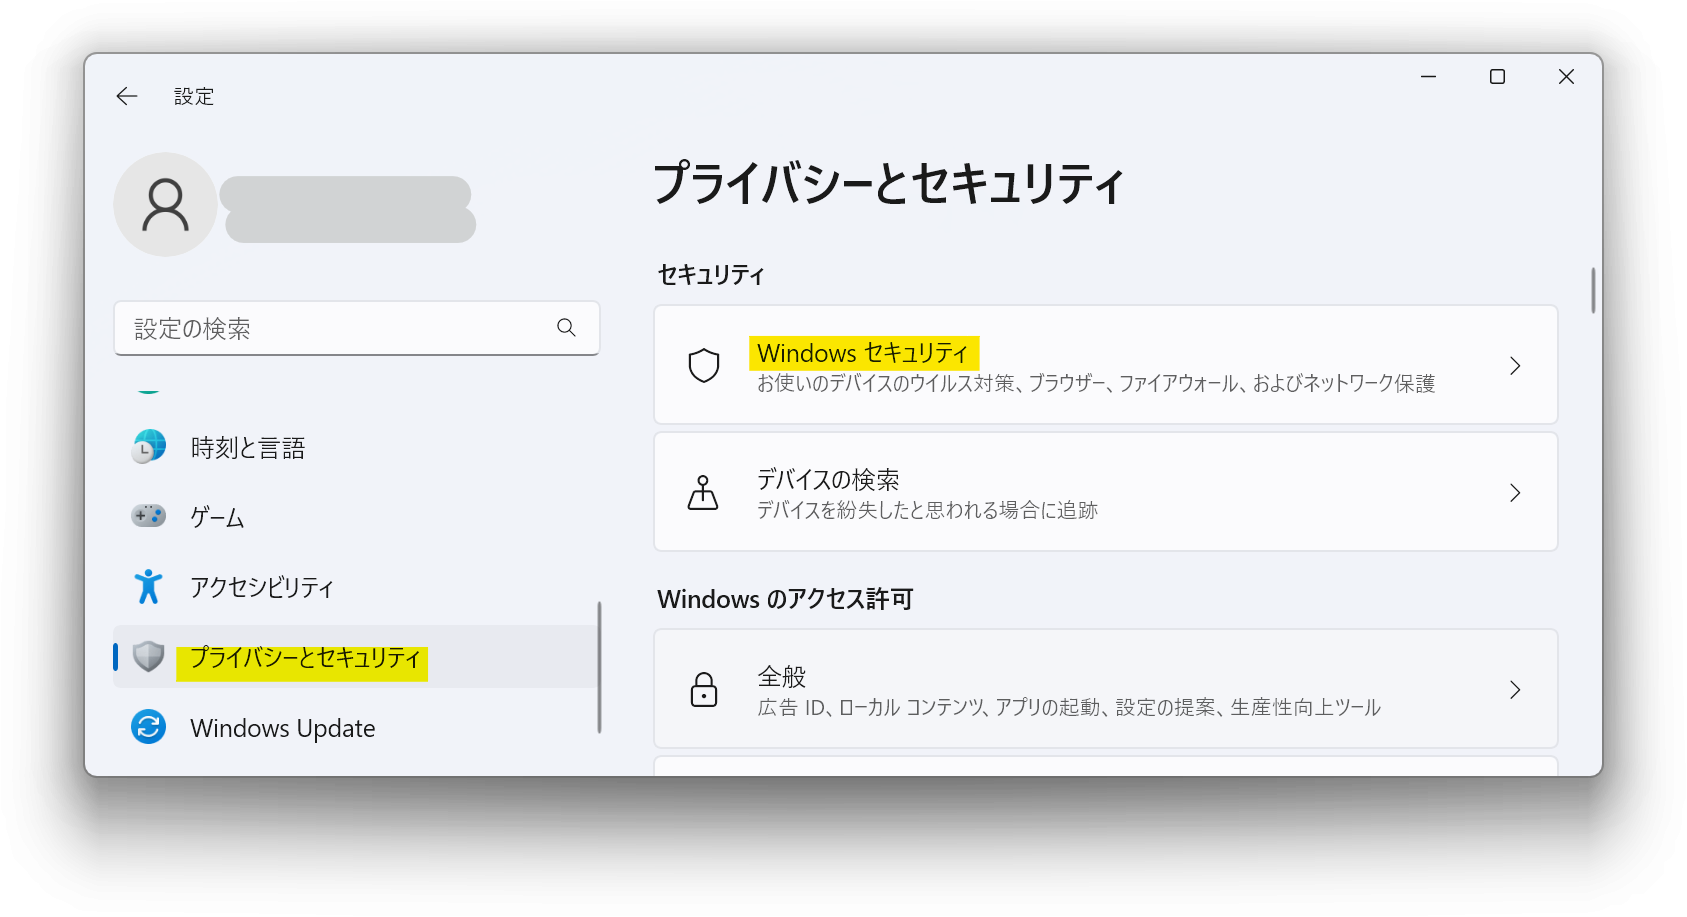 設定
設定の検索
時刻と言語
ゲーム
アクセシビリティ
プライバシーとセキュリティ
Windows Update
プライバシーとセキュリティ
セキュリティ
Windows セキュリティ
お使いのデバイスのウイルス対策、ブラウザー、ファイアウォール、およびネットワーク保護
デバイスの検索
デバイスを紛失したと思われる場合に追跡
Windows のアクセス許可
全般
広告 ID、ローカル コンテンツ、アプリの起動、設定の提案、生産性向上ツール